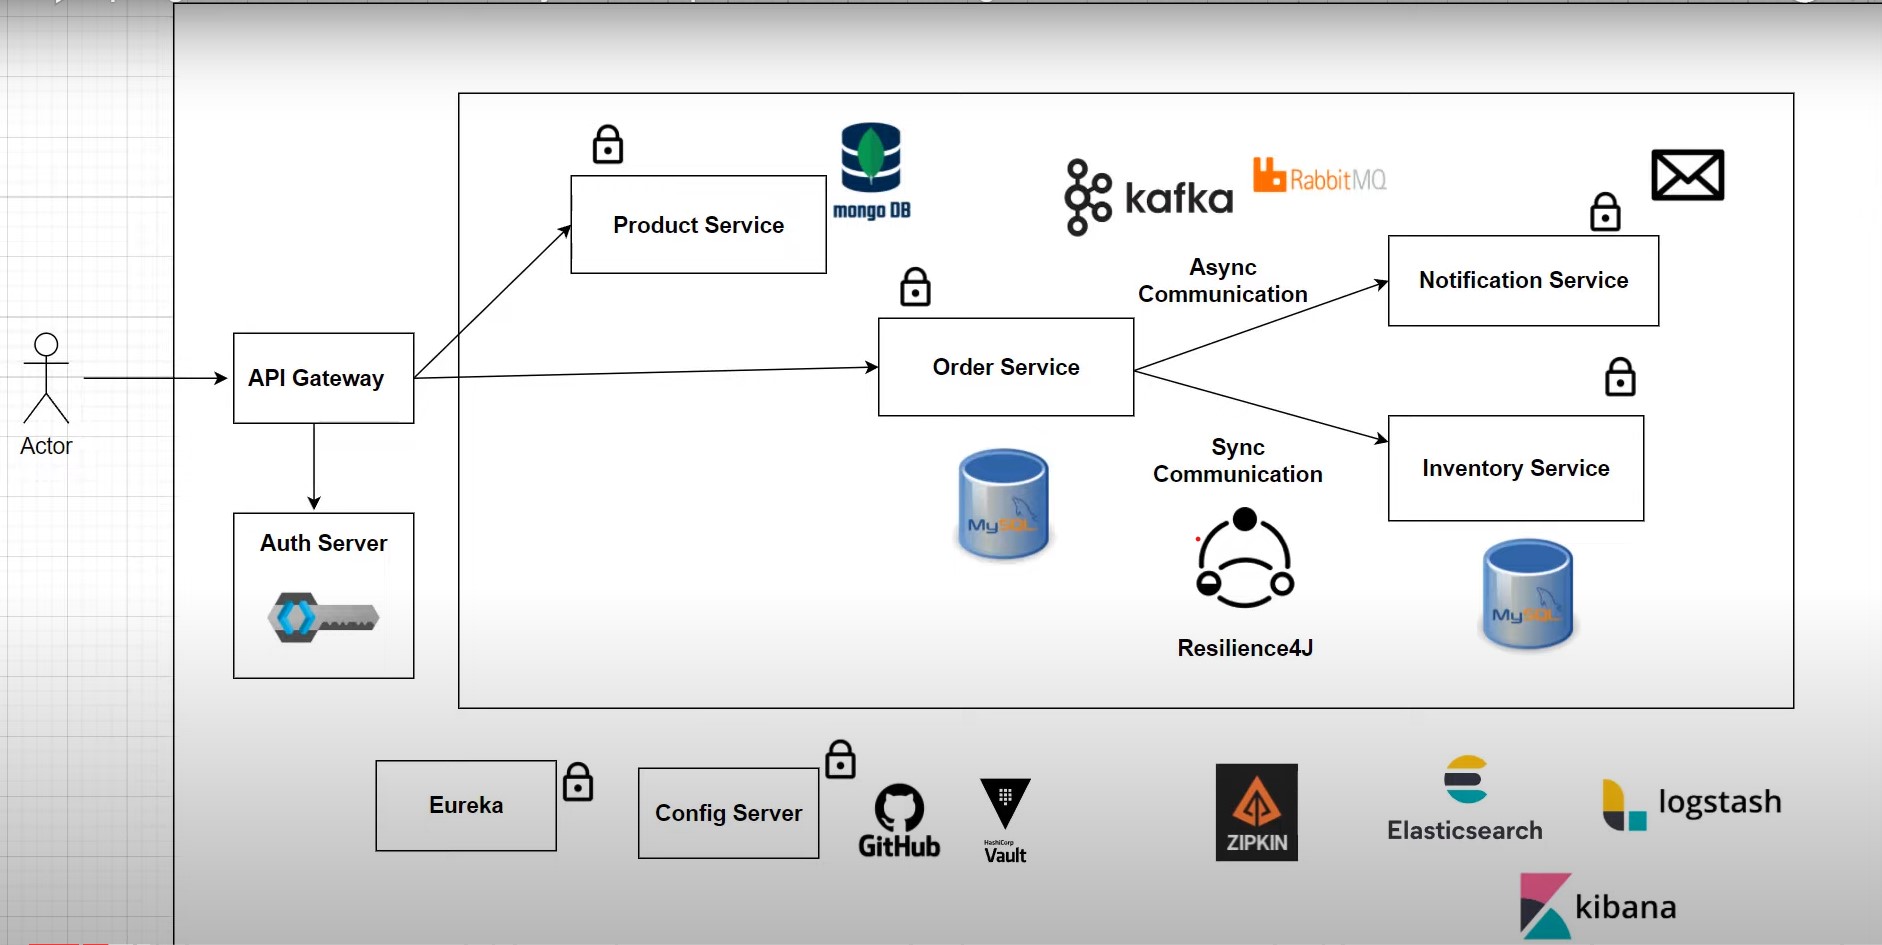 mongo DB
Product Service
kafka
RabbitMQ
Async
Communication
Notification Service
Order Service
API Gateway
Actor
Sync
Communication
Inventory Service
MySQL
Auth Server
MySQL
Resilience4J
Eureka
Config Server
GitHub
HashiCorp
Vault
ZIPKIN
Elasticsearch
logstash
kibana